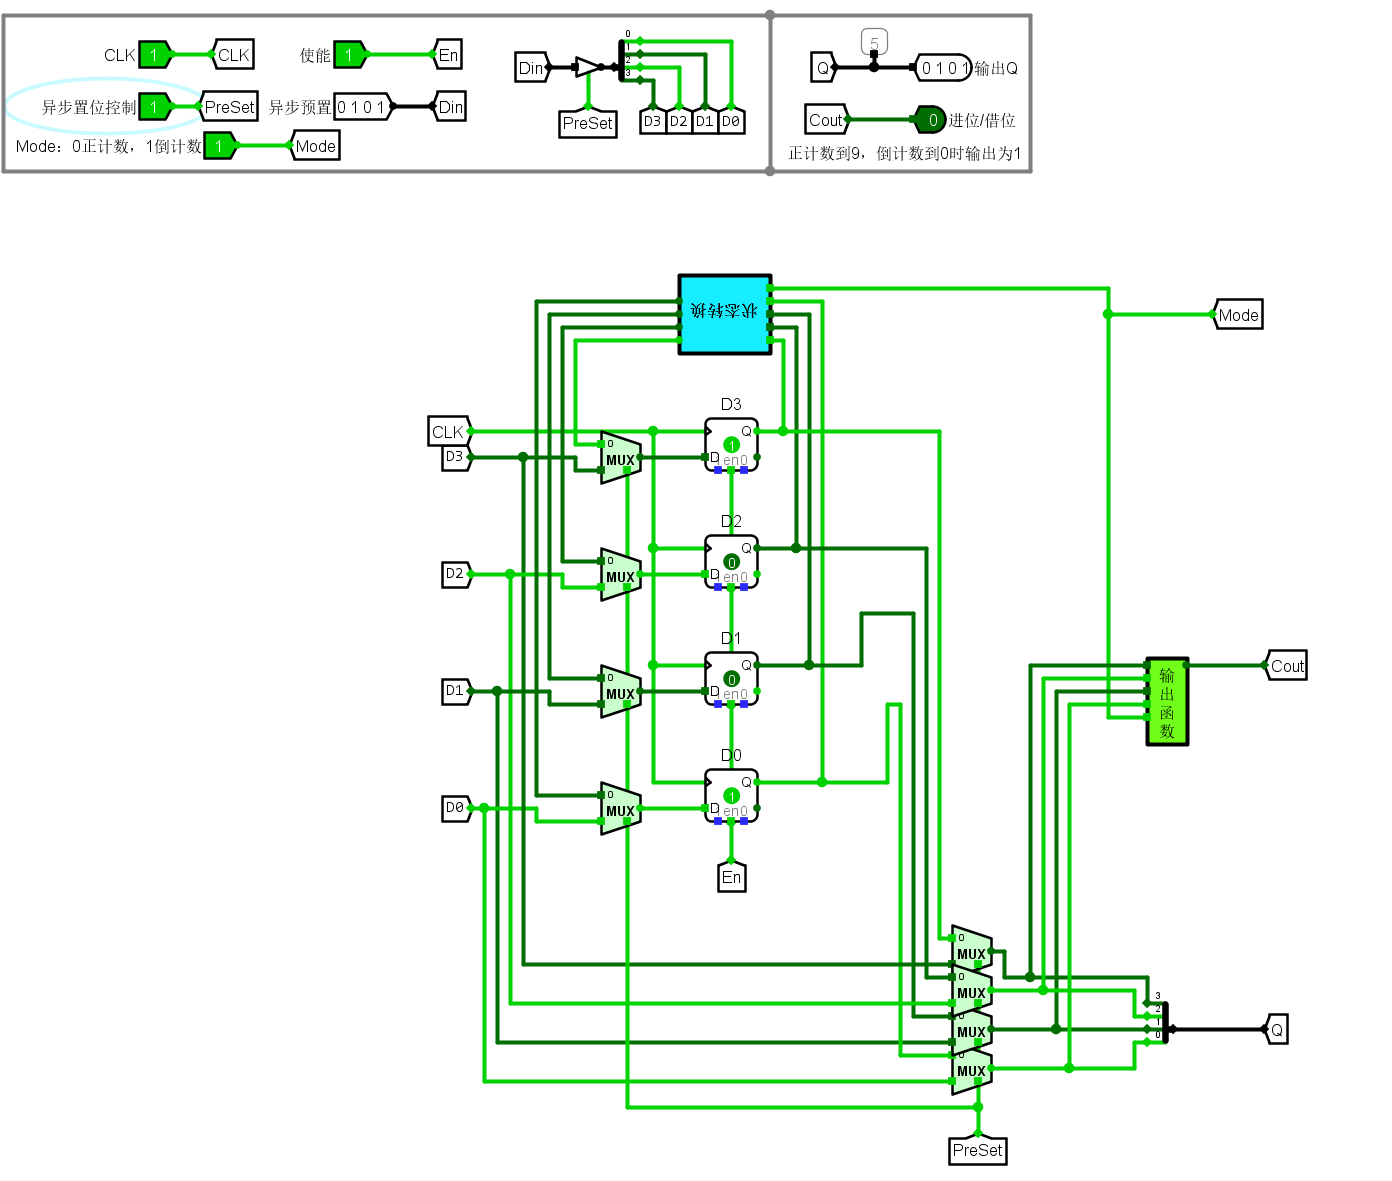 CLK 1 CLK
使能 1 En
异步置位控制 1 PreSet
异步预置 0 1 0 1 Din
Mode：0正计数，1倒计数 1 Mode
Din
0
1
2
3
PreSet
D3 D2 D1 D0
5
Q 0 1 0 1 输出Q
Cout 0 进位/借位
正计数到9，倒计数到0时输出为1
状态转换
Mode
D3
CLK
D3
0
MUX
Q
1
D
1 en0
D2
D2
0
MUX
Q
0
D
1 en0
D1
D1
0
MUX
Q
0
D
1 en0
D0
D0
0
MUX
Q
1
D
1 en0
En
输出函数
Cout
0
MUX
0
MUX
0
MUX
0
MUX
3
2
1
0
Q
PreSet